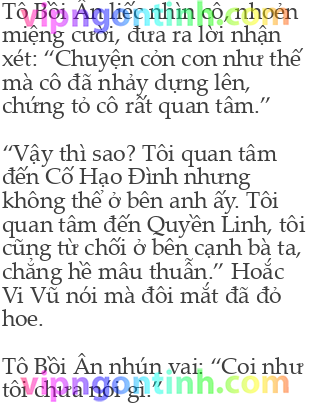 Tô Bồi Ân liếc nhìn cô, nhoẻn
miệng cười, đưa ra lời nhận
xét: “Chuyện cỏn con như thế
mà cô đã nhảy dựng lên,
chứng tỏ cô rất quan tâm.”
“Vậy thì sao? Tôi quan tâm
đến Cố Hạo Đình nhưng
không thể ở bên anh ấy. Tôi
quan tâm đến Quyền Linh, tôi
cũng từ chối ở bên cạnh bà ta,
chẳng hề mâu thuẫn.” Hoắc
Vi Vũ nói mà đôi mắt đã đỏ
hoe.
Tô Bồi Ân nhún vai: “Coi như
tôi chưa nói gì.”
vipngontinh.com
vipngontinh.com